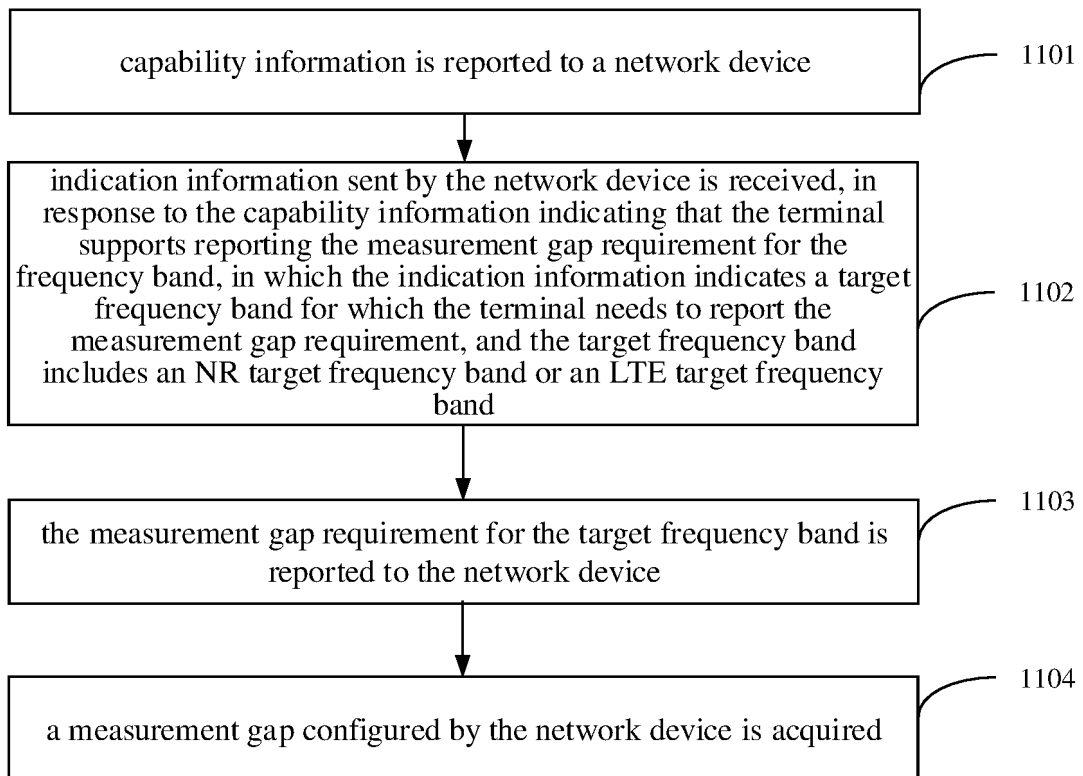 capability information is reported to a network device
1101
indication information sent by the network device is received, in
response to the capability information indicating that the terminal
supports reporting the measurement gap requirement for the
frequency band, in which the indication information indicates a target
frequency band for which the terminal needs to report the
measurement gap requirement, and the target frequency band
includes an NR target frequency band or an LTE target frequency
band
1102
the measurement gap requirement for the target frequency band is
reported to the network device
1103
a measurement gap configured by the network device is acquired
1104